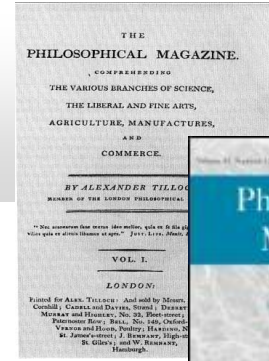 THE
PHILOSOPHICAL MAGAZINE.
COMPREHENDING
THE VARIOUS BRANCHES OF SCIENCE,
THE LIBERAL AND FINE ARTS,
AGRICULTURE, MANUFACTURES,
AND
COMMERCE.
BY ALEXANDER TILLOC
MEMBER OF THE LONDON PHILOSOPHICAL
VOL. I.
LONDON:
Printed for ALEX. TILLOCH: And sold by Messrs.
Cornhill; CADELL and DAVIES, Strand; DEBRET
MURRAY and HIGHLEY, No. 32, Fleet-street;
Paternoster Row; BELL, No. 148, Oxford-
VERNOR and HOOD, Poultry; HARDING, N
St. James's-street; J. REMNANT, High-st
St. Giles's; and W. REMNANT,
Hamburgh.
Ph
M